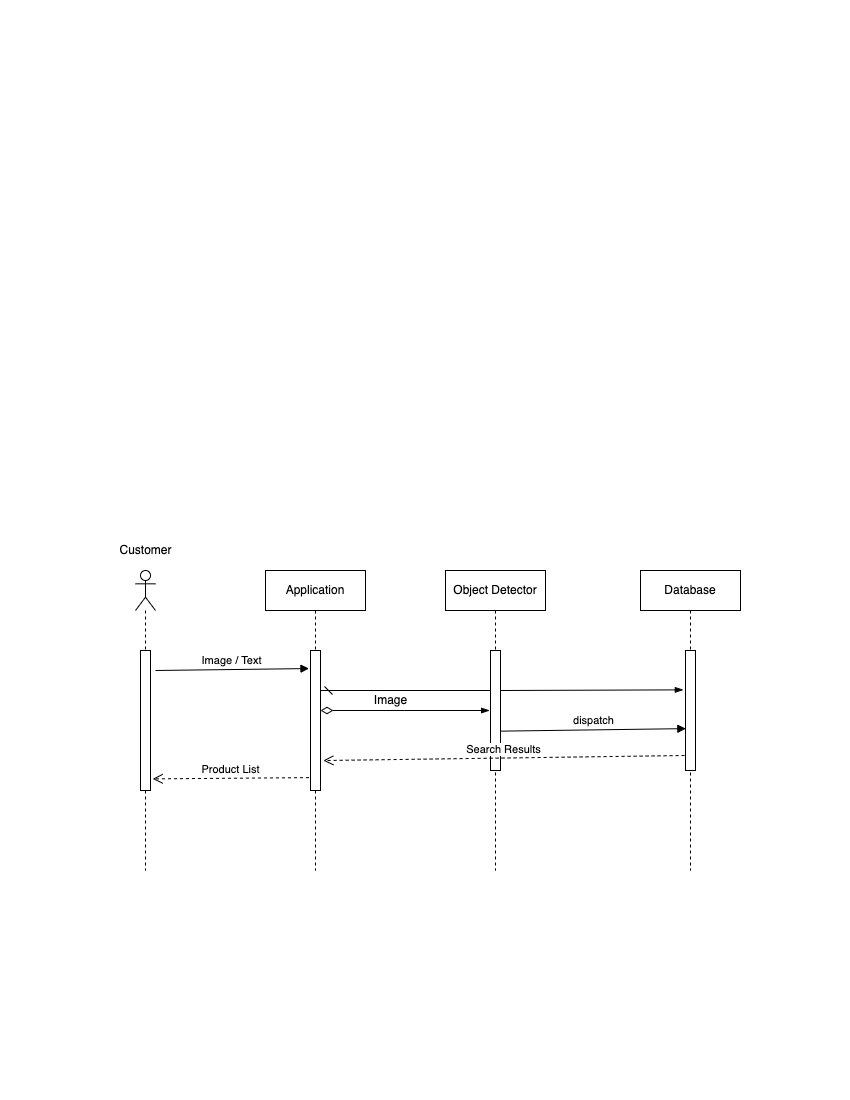 Customer
Application
Object Detector
Database
Image / Text
Image
dispatch
Search Results
Product List